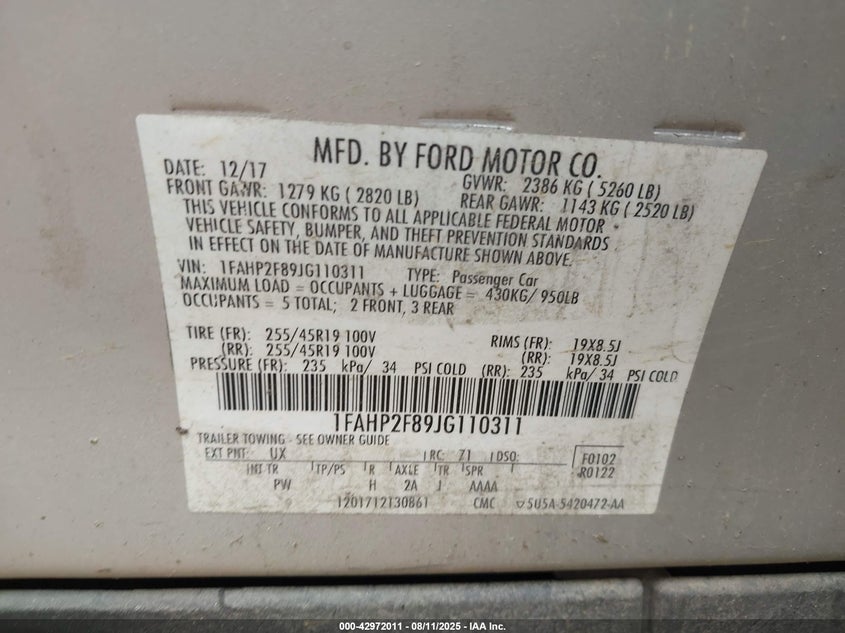 MFD. BY FORD MOTOR CO.
DATE: 12/17
GVWR: 2386 KG ( 5260 LB)
FRONT GAWR: 1279 KG ( 2820 LB)
REAR GAWR: 1143 KG ( 2520 LB)
THIS VEHICLE CONFORMS TO ALL APPLICABLE FEDERAL MOTOR
VEHICLE SAFETY, BUMPER, AND THEFT PREVENTION STANDARDS
IN EFFECT ON THE DATE OF MANUFACTURE SHOWN ABOVE.
VIN: 1FAHP2F89JG110311 TYPE: Passenger Car
MAXIMUM LOAD = OCCUPANTS + LUGGAGE = 430KG/ 950LB
OCCUPANTS = 5 TOTAL; 2 FRONT, 3 REAR
TIRE (FR): 255/45R19 100V RIMS (FR): 19X8.5J
(RR): 255/45R19 100V (RR): 19X8.5J
PRESSURE (FR): 235 kPa/ 34 PSI COLD (RR): 235 kPa/ 34 PSI COLD
1FAHP2F89JG110311
TRAILER TOWING - SEE OWNER GUIDE
EXT PNT: UX RC: 71 DSO: F0102
INT TR TP/PS R AXLE TR SPR R0122
PW H 2A J AAAA
1201712130861 CMC 5U5A-5420472-AA
000-42972011 - 08/11/2025 - IAA Inc.